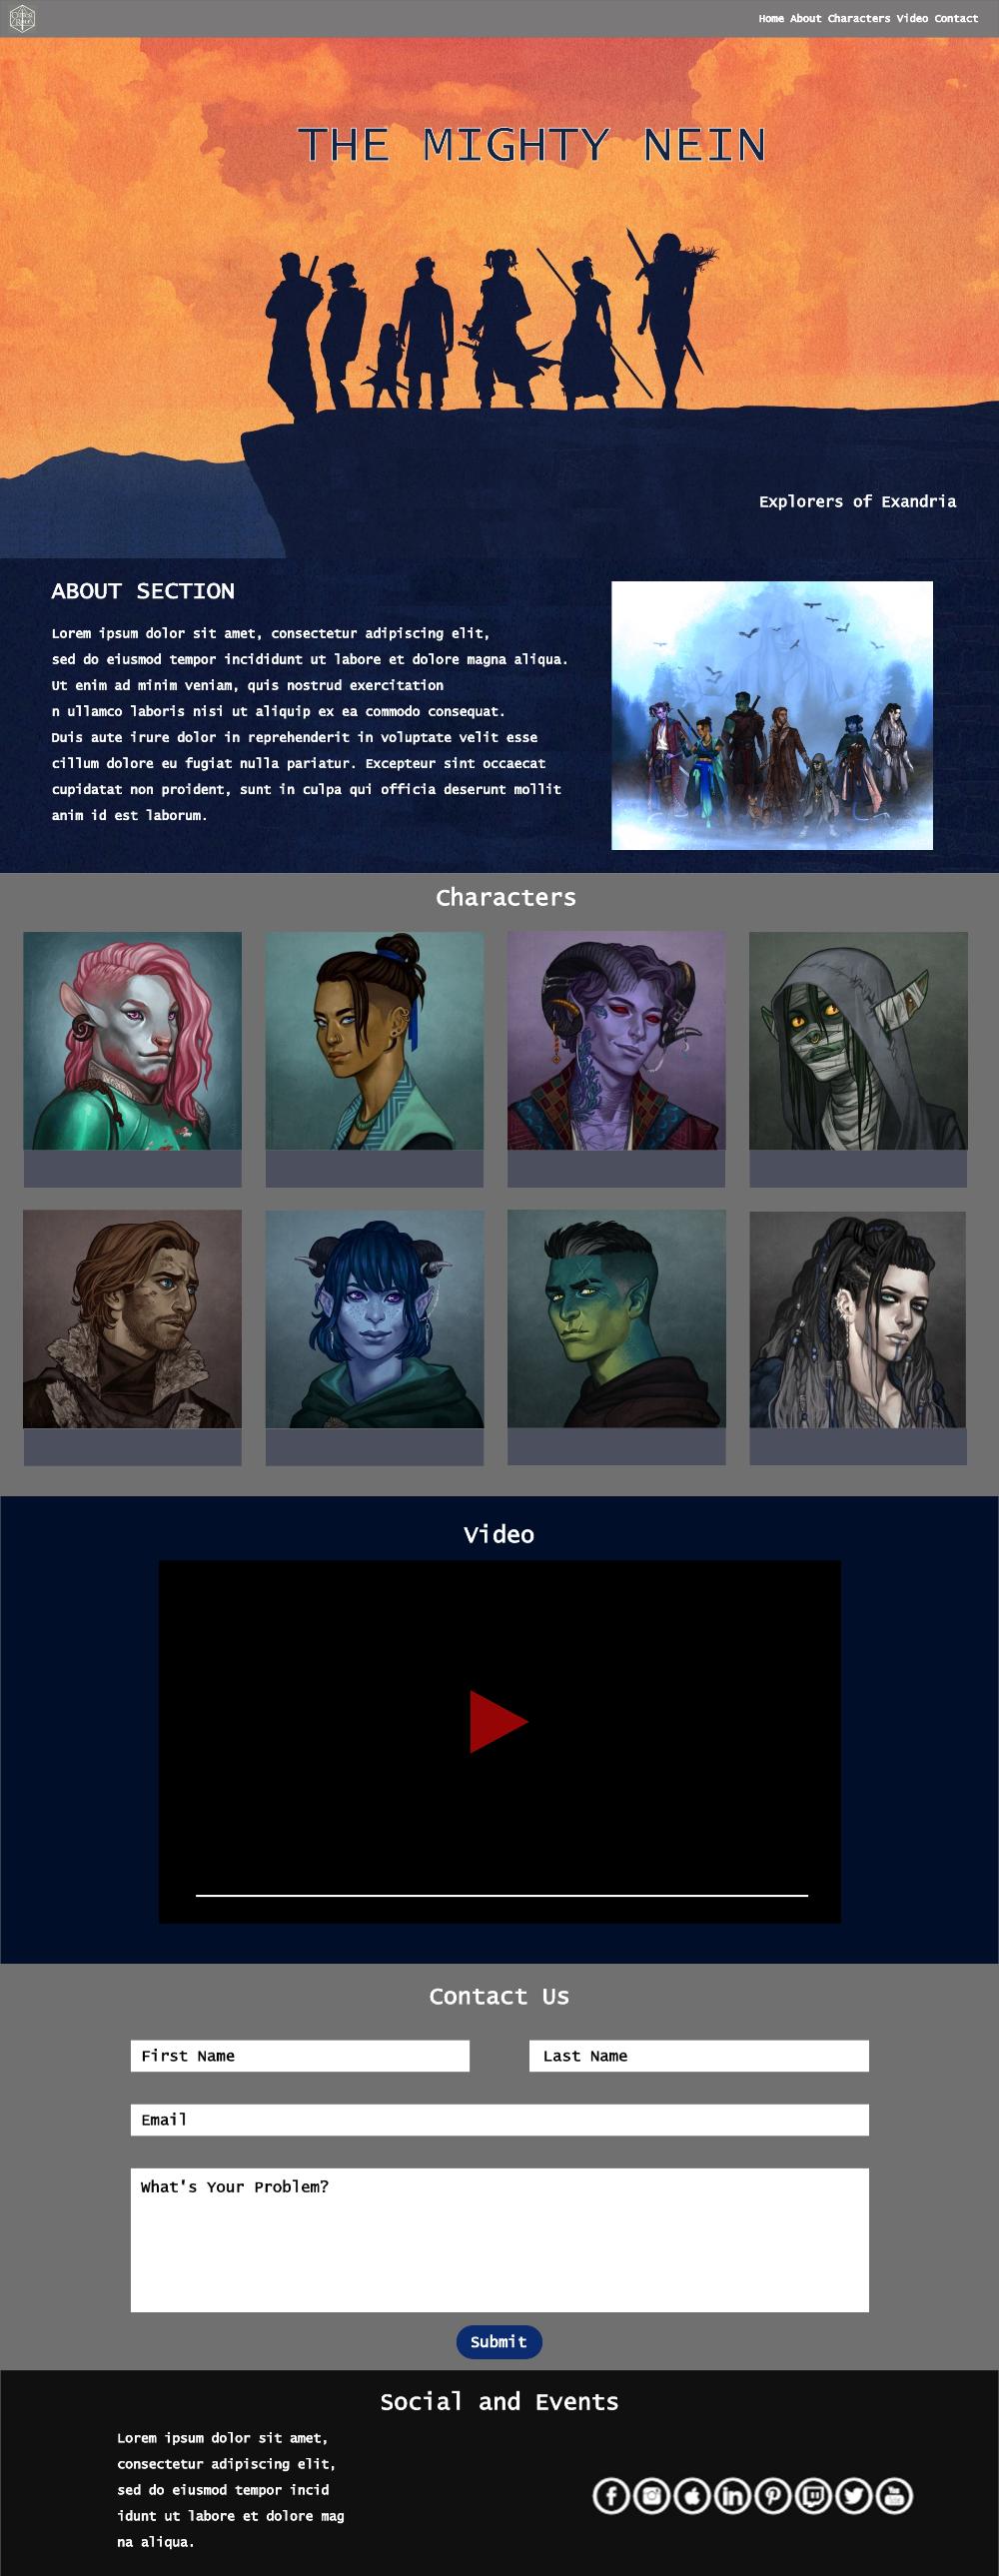 Home About Characters Video Contact
THE MIGHTY NEIN
Explorers of Exandria
ABOUT SECTION
Lorem ipsum dolor sit amet, consectetur adipiscing elit,
sed do eiusmod tempor incididunt ut labore et dolore magna aliqua.
Ut enim ad minim veniam, quis nostrud exercitation
n ullamco laboris nisi ut aliquip ex ea commodo consequat.
Duis aute irure dolor in reprehenderit in voluptate velit esse
cillum dolore eu fugiat nulla pariatur. Excepteur sint occaecat
cupidatat non proident, sunt in culpa qui officia deserunt mollit
anim id est laborum.
Characters
Video
Contact Us
First Name
Last Name
Email
What's Your Problem?
Submit
Social and Events
Lorem ipsum dolor sit amet,
consectetur adipiscing elit,
sed do eiusmod tempor incid
idunt ut labore et dolore mag
na aliqua.